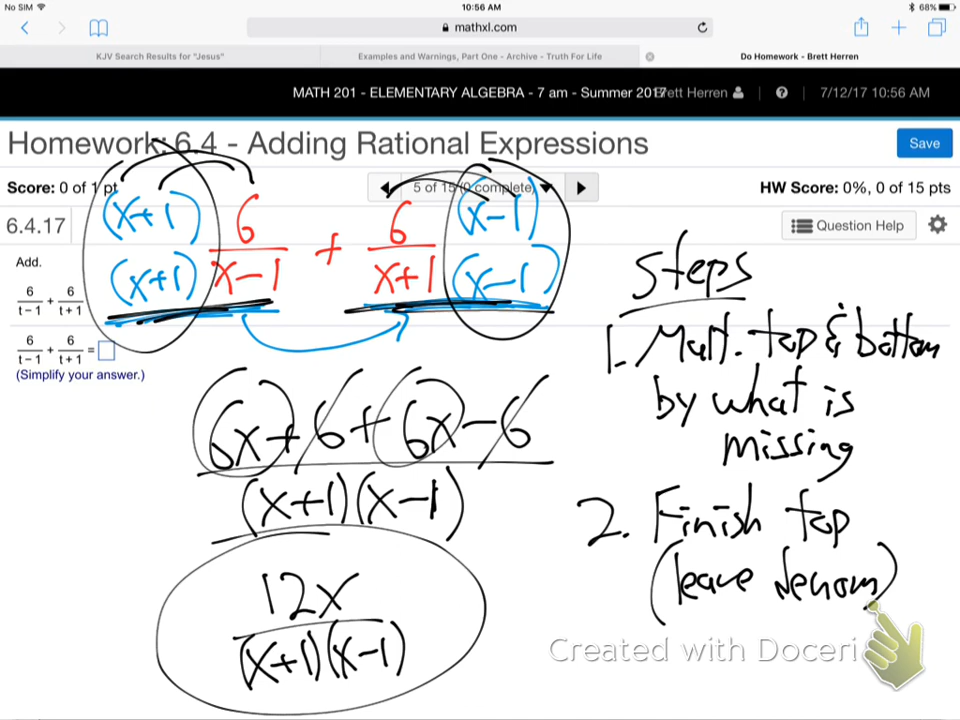 No SIM
10:56 AM
68%
mathxl.com
KJV Search Results for "Jesus"
Examples and Warnings, Part One - Archive - Truth For Life
Do Homework - Brett Herren
MATH 201 - ELEMENTARY ALGEBRA - 7 am - Summer 2017
Brett Herren
7/12/17 10:56 AM
Homework: 6.4 - Adding Rational Expressions
Save
Score: 0 of 1 pt
5 of 15 (0 complete)
HW Score: 0%, 0 of 15 pts
6.4.17
Question Help
Add.
6/(t − 1) + 6/(t + 1)
6/(t − 1) + 6/(t + 1) =
(Simplify your answer.)
(x+1)/(x+1) 6/(x−1) + 6/(x+1) (x−1)/(x−1)
6x+6+6x−6
(x+1)(x−1)
12x
(x+1)(x−1)
Steps
1. Mult. top & bottom
by what is
missing
2. Finish top
(leave denom)
Created with Doceri